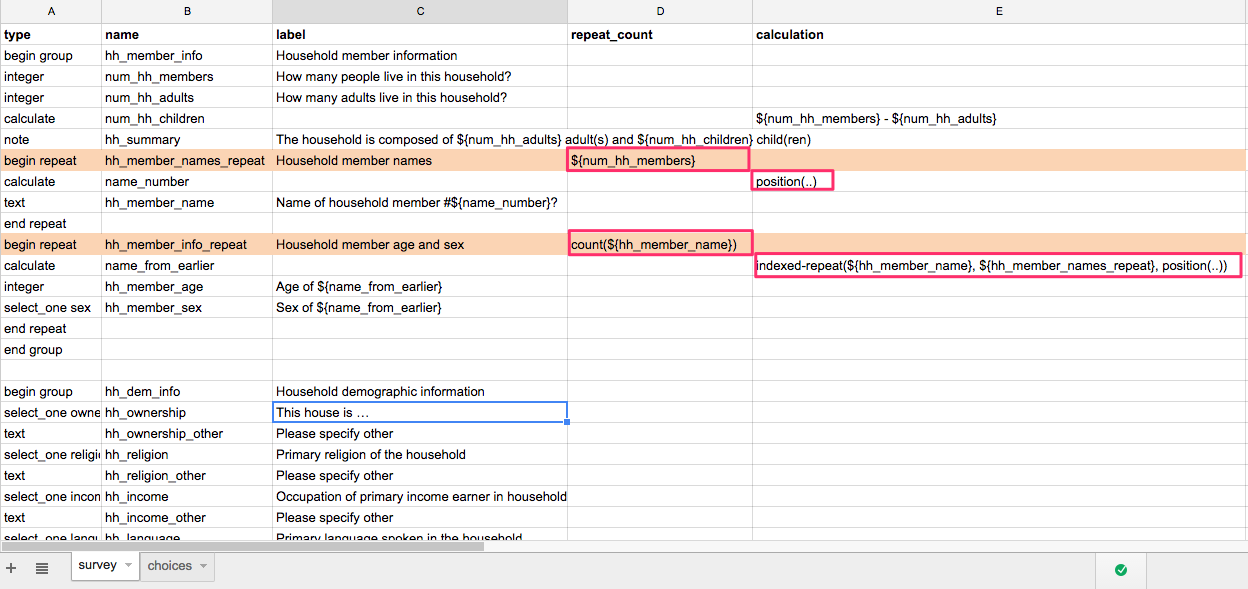 A B C D E
type name label repeat_count calculation
begin group hh_member_info Household member information
integer num_hh_members How many people live in this household?
integer num_hh_adults How many adults live in this household?
calculate num_hh_children ${num_hh_members} - ${num_hh_adults}
note hh_summary The household is composed of ${num_hh_adults} adult(s) and ${num_hh_children} child(ren)
begin repeat hh_member_names_repeat Household member names ${num_hh_members}
calculate name_number position(..)
text hh_member_name Name of household member #${name_number}?
end repeat
begin repeat hh_member_info_repeat Household member age and sex count(${hh_member_name})
calculate name_from_earlier indexed-repeat(${hh_member_name}, ${hh_member_names_repeat}, position(..))
integer hh_member_age Age of ${name_from_earlier}
select_one sex hh_member_sex Sex of ${name_from_earlier}
end repeat
end group
begin group hh_dem_info Household demographic information
select_one owne hh_ownership This house is …
text hh_ownership_other Please specify other
select_one religi hh_religion Primary religion of the household
text hh_religion_other Please specify other
select_one incon hh_income Occupation of primary income earner in household
text hh_income_other Please specify other
select_one langu hh_language Primary language spoken in the household
survey choices